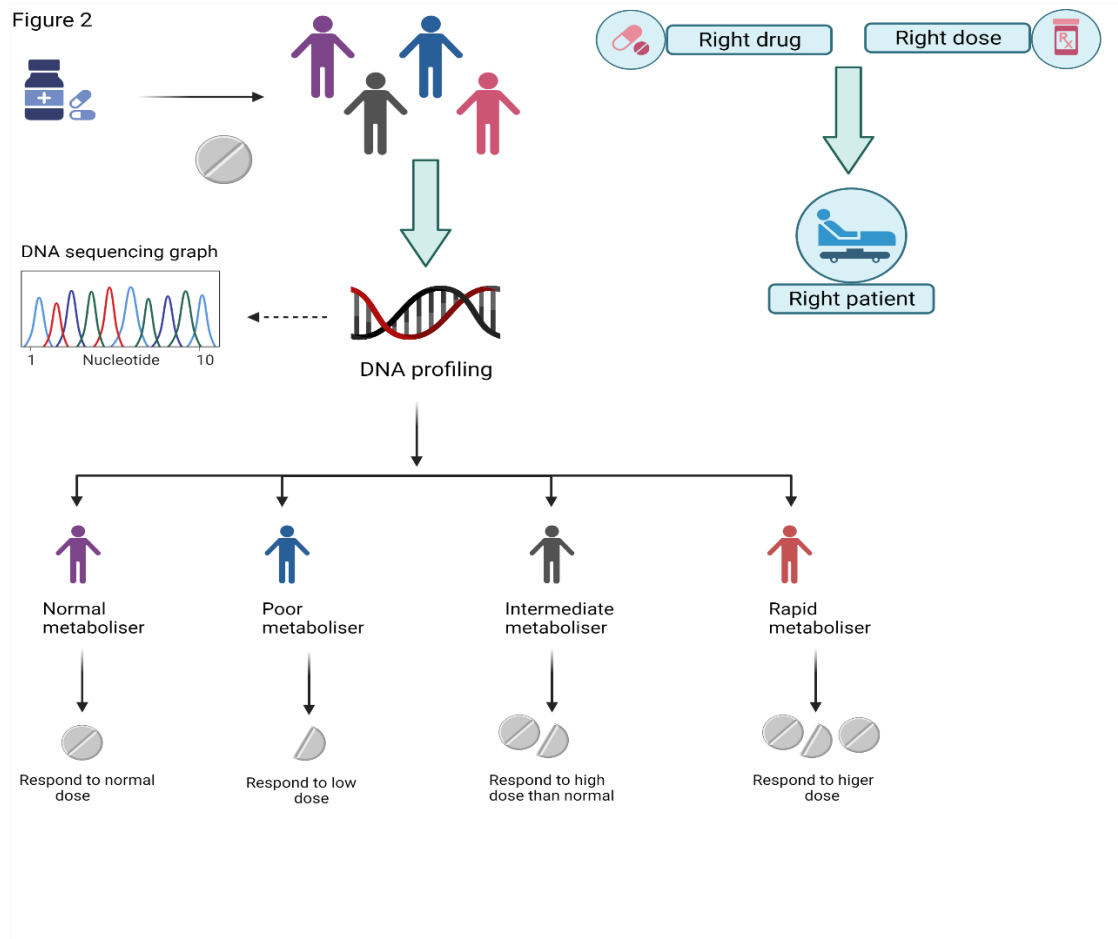 Figure 2
Right drug
Right dose
Right patient
DNA sequencing graph
1 Nucleotide 10
DNA profiling
Normal
metaboliser
Poor
metaboliser
Intermediate
metaboliser
Rapid
metaboliser
Respond to normal
dose
Respond to low
dose
Respond to high
dose than normal
Respond to higer
dose
Rx